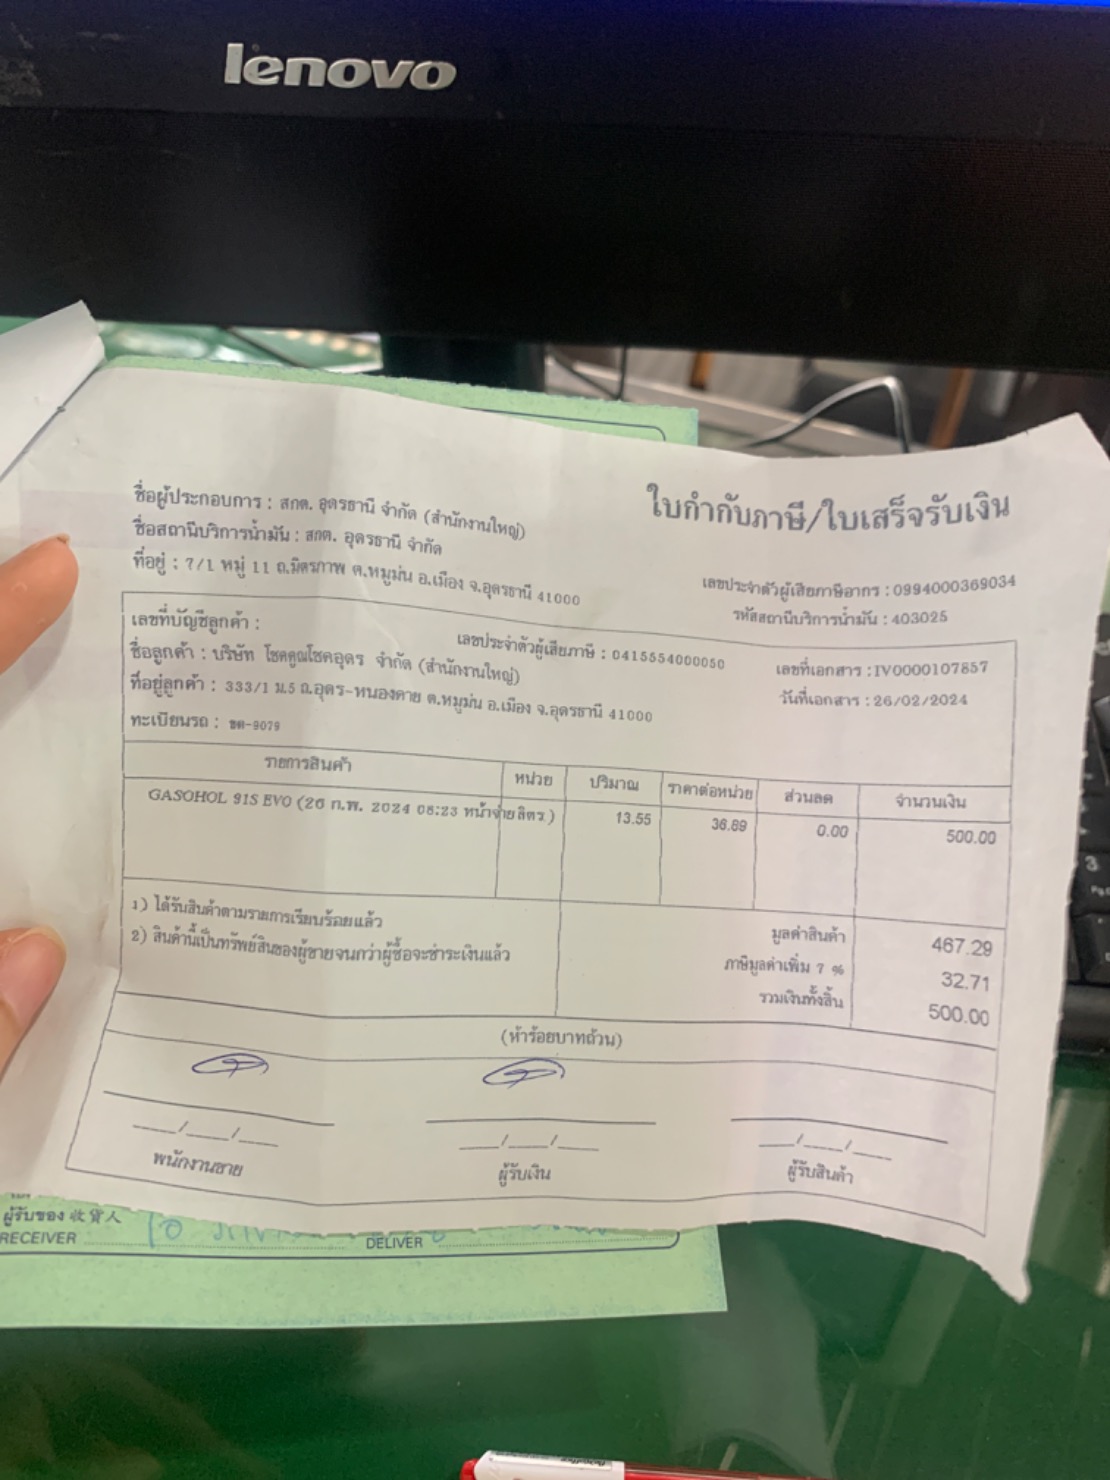 lenovo
ใบกำกับภาษี/ใบเสร็จรับเงิน
ชื่อผู้ประกอบการ : สกต. อุดรธานี จำกัด (สำนักงานใหญ่)
ชื่อสถานีบริการน้ำมัน : สกต. อุดรธานี จำกัด
ที่อยู่ : 7/1 หมู่ 11 ถ.มิตรภาพ ต.หมูม่น อ.เมือง จ.อุดรธานี 41000
เลขประจำตัวผู้เสียภาษีอากร : 0994000369034
รหัสสถานีบริการน้ำมัน : 403025
เลขที่บัญชีลูกค้า :
เลขประจำตัวผู้เสียภาษี : 0415554000050
ชื่อลูกค้า : บริษัท โชคคูณโชคอุดร จำกัด (สำนักงานใหญ่)
ที่อยู่ลูกค้า : 333/1 ม.5 ถ.อุดร-หนองคาย ต.หมูม่น อ.เมือง จ.อุดรธานี 41000
ทะเบียนรถ : ขต-9079
เลขที่เอกสาร : IV0000107857
วันที่เอกสาร : 26/02/2024
รายการสินค้า หน่วย ปริมาณ ราคาต่อหน่วย ส่วนลด จำนวนเงิน
GASOHOL 91S EVO (26 ก.พ. 2024 08:23 หน้าจ่าย ลิตร ) 13.55 36.89 0.00 500.00
1) ได้รับสินค้าตามรายการเรียบร้อยแล้ว
2) สินค้านี้เป็นทรัพย์สินของผู้ขายจนกว่าผู้ซื้อจะชำระเงินแล้ว
มูลค่าสินค้า 467.29
ภาษีมูลค่าเพิ่ม 7 % 32.71
รวมเงินทั้งสิ้น 500.00
(ห้าร้อยบาทถ้วน)
___/___/___ ___/___/___ ___/___/___
พนักงานขาย ผู้รับเงิน ผู้รับสินค้า
ผู้รับของ 收貨人
RECEIVER DELIVER
3